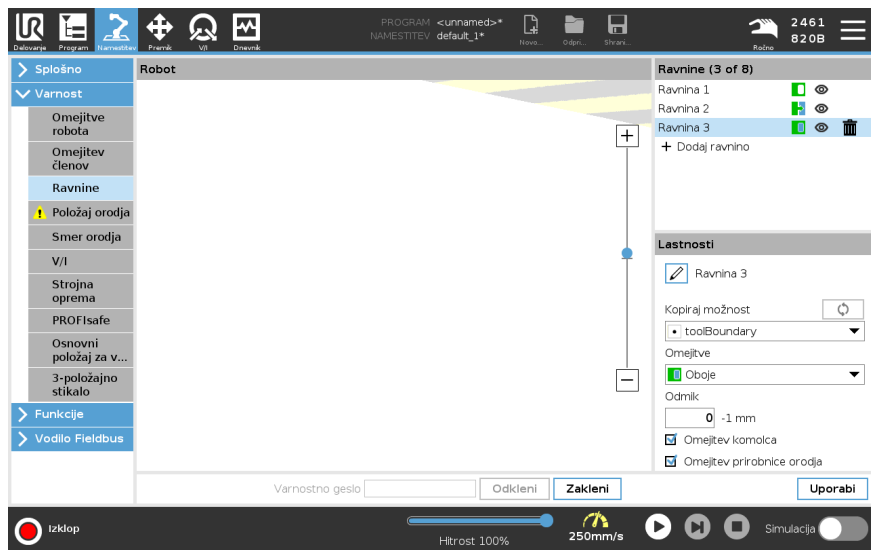 UR
PROGRAM <unnamed>*
NAMESTITEV default_1*
Delovanje Program Namestitev Premik V/I Dnevnik
Novo... Odpri... Shrani...
Ročno
2461
820B
Splošno
Varnost
Omejitve robota
Omejitev členov
Ravnine
Položaj orodja
Smer orodja
V/I
Strojna oprema
PROFIsafe
Osnovni položaj za v...
3-položajno stikalo
Funkcije
Vodilo Fieldbus
Robot
Ravnine (3 of 8)
Ravnina 1
Ravnina 2
Ravnina 3
+ Dodaj ravnino
Lastnosti
Ravnina 3
Kopiraj možnost
toolBoundary
Omejitve
Oboje
Odmik
0 -1 mm
Omejitev komolca
Omejitev prirobnice orodja
Varnostno geslo Odkleni Zakleni
Uporabi
Izklop
Hitrost 100%
250mm/s
Simulacija